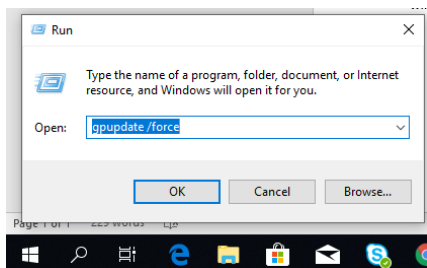 Run
Type the name of a program, folder, document, or Internet
resource, and Windows will open it for you.
Open:
gpupdate /force
OK
Cancel
Browse...
Page 1 of 1
229 words